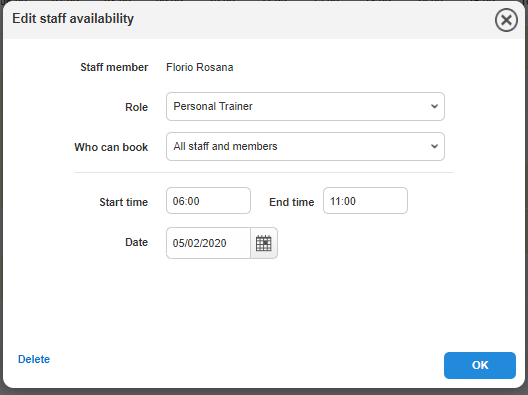 Edit staff availability
Staff member Florio Rosana
Role Personal Trainer
Who can book All staff and members
Start time 06:00 End time 11:00
Date 05/02/2020
Delete OK